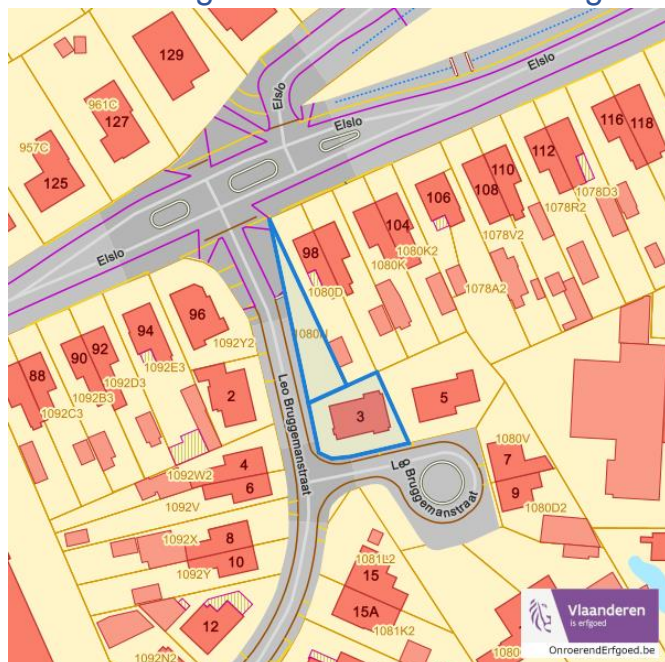 129
961C
127
957C
125
Elslo
Elslo
Elslo
Elslo
116
118
112
110
108
106
104
98
1078D3
1078R2
1078V2
1078A2
1080K2
1080K
1080D
96
94
92
90
88
1092Y2
1092E3
1092D3
1092B3
1092C3
2
Leo Bruggemanstraat
3
5
4
6
1092W2
1092V
8
10
1092X
1092Y
12
1092N2
Leo Bruggemanstraat
1080V
7
9
1080D2
1081L2
15
15A
1081K2
Vlaanderen
is erfgoed
OnroerendErfgoed.be